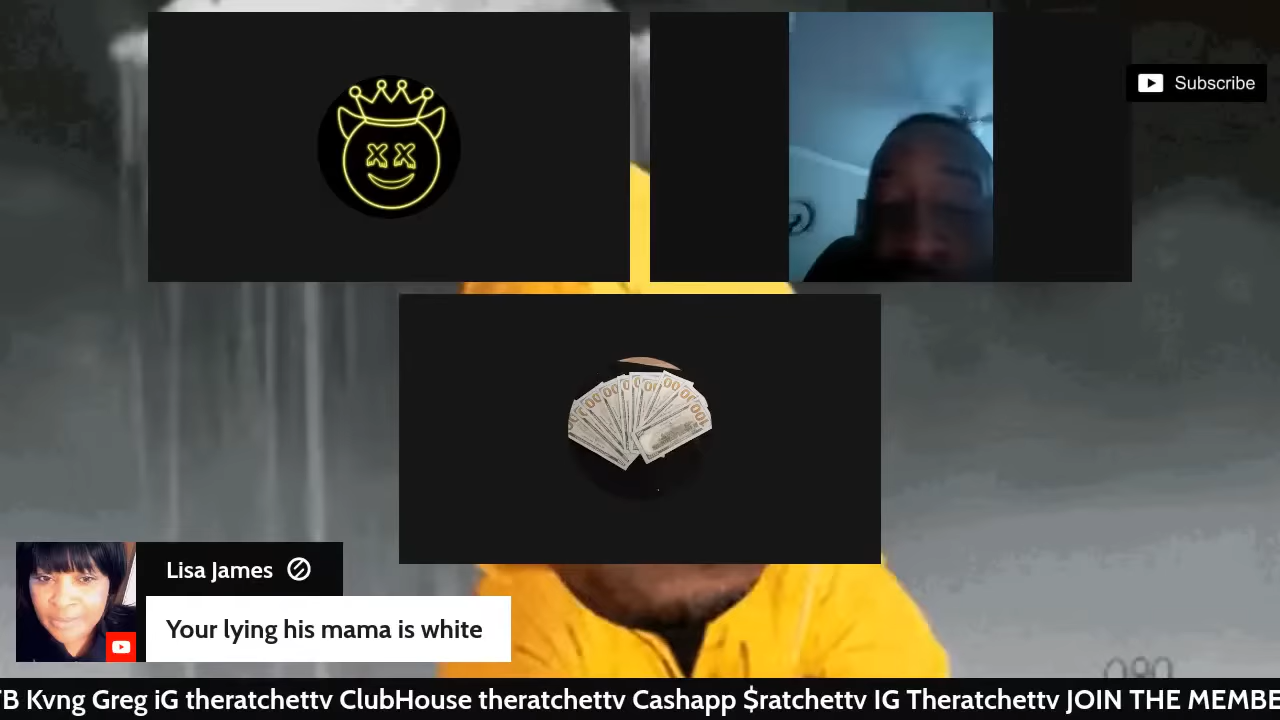 Subscribe
Lisa James
Your lying his mama is white
B Kvng Greg iG theratchettv ClubHouse theratchettv Cashapp $ratchettv IG Theratchettv JOIN THE MEMBE